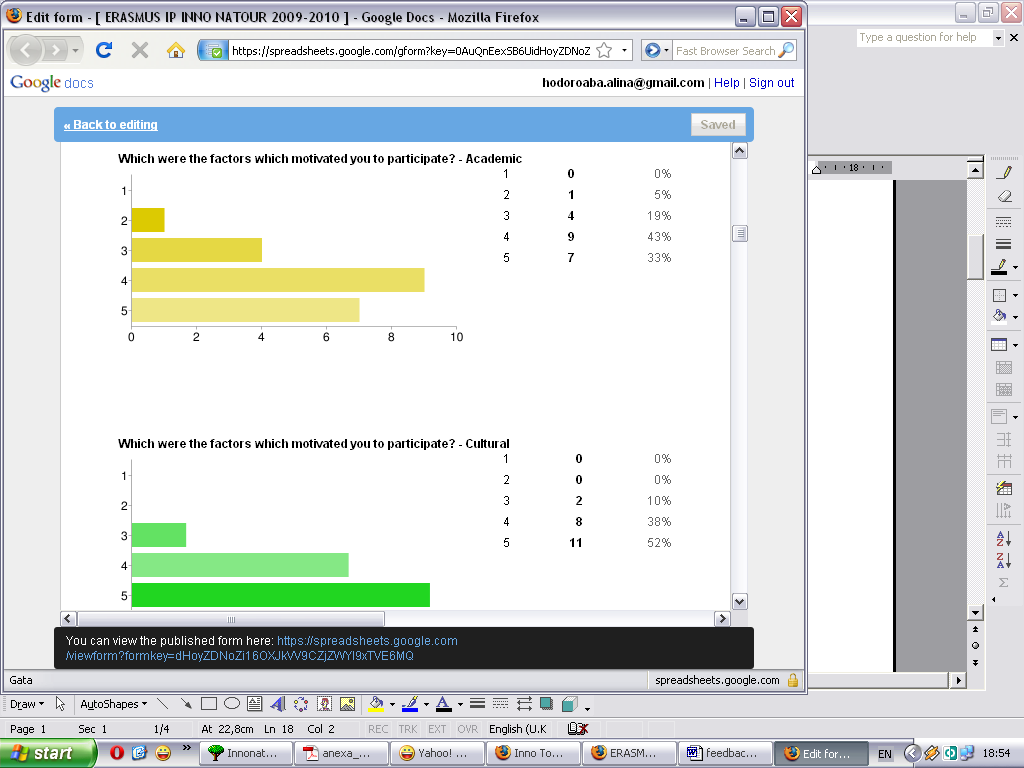 Edit form - [ ERASMUS IP INNO NATOUR 2009-2010 ] - Google Docs - Mozilla Firefox
Type a question for help
https://spreadsheets.google.com/gform?key=0AuQnEexSB6UidHoyZDNoZ
Fast Browser Search
Google docs
hodoroaba.alina@gmail.com | Help | Sign out
« Back to editing
Saved
Which were the factors which motivated you to participate? - Academic
1 0 0%
2 1 5%
3 4 19%
4 9 43%
5 7 33%
1
2
3
4
5
0 2 4 6 8 10
· 18 ·
Which were the factors which motivated you to participate? - Cultural
1 0 0%
2 0 0%
3 2 10%
4 8 38%
5 11 52%
1
2
3
4
5
You can view the published form here: https://spreadsheets.google.com
/viewform?formkey=dHoyZDNoZi16OXJkVV9CZjZWYl9xTVE6MQ
Gata
spreadsheets.google.com
Draw AutoShapes
Page 1 Sec 1 1/4 At 22,8cm Ln 18 Col 2 REC TRK EXT OVR English (U.K
start » Innonat... anexa_... Yahoo! ... Inno To... ERASM... feedbac... Edit for... EN 18:54